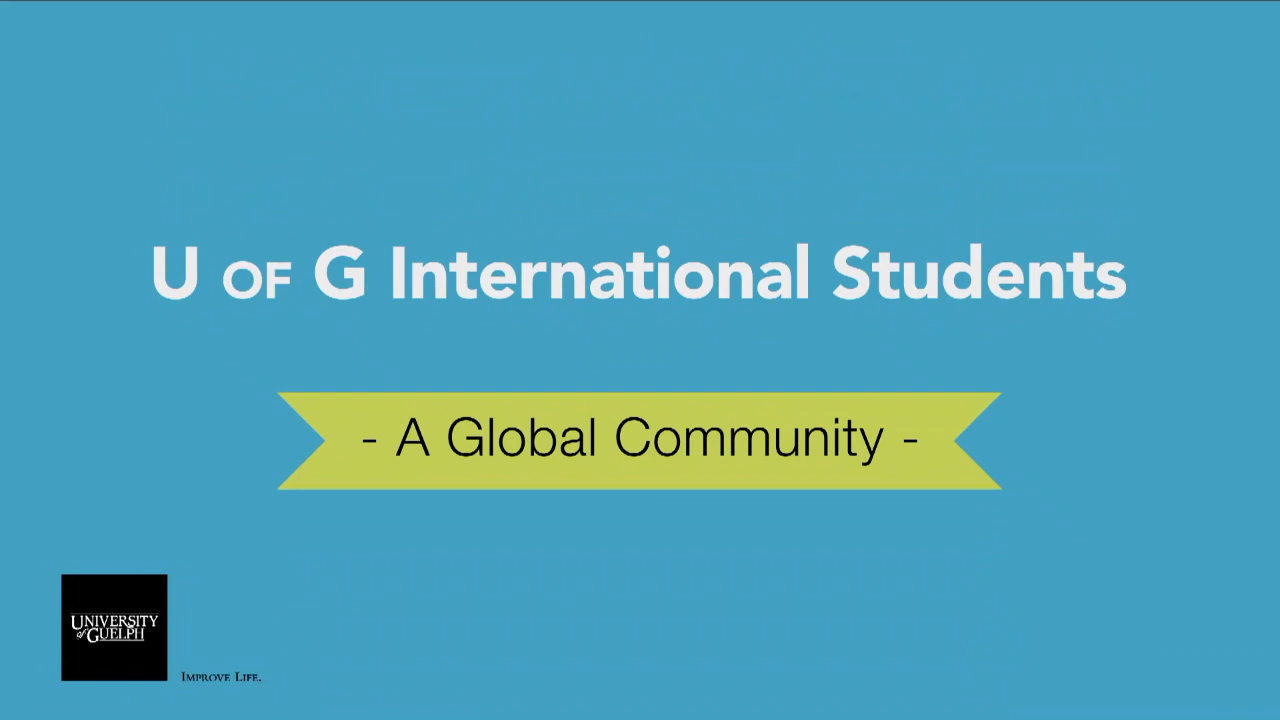 U OF G International Students
- A Global Community -
UNIVERSITY
of GUELPH
IMPROVE LIFE.